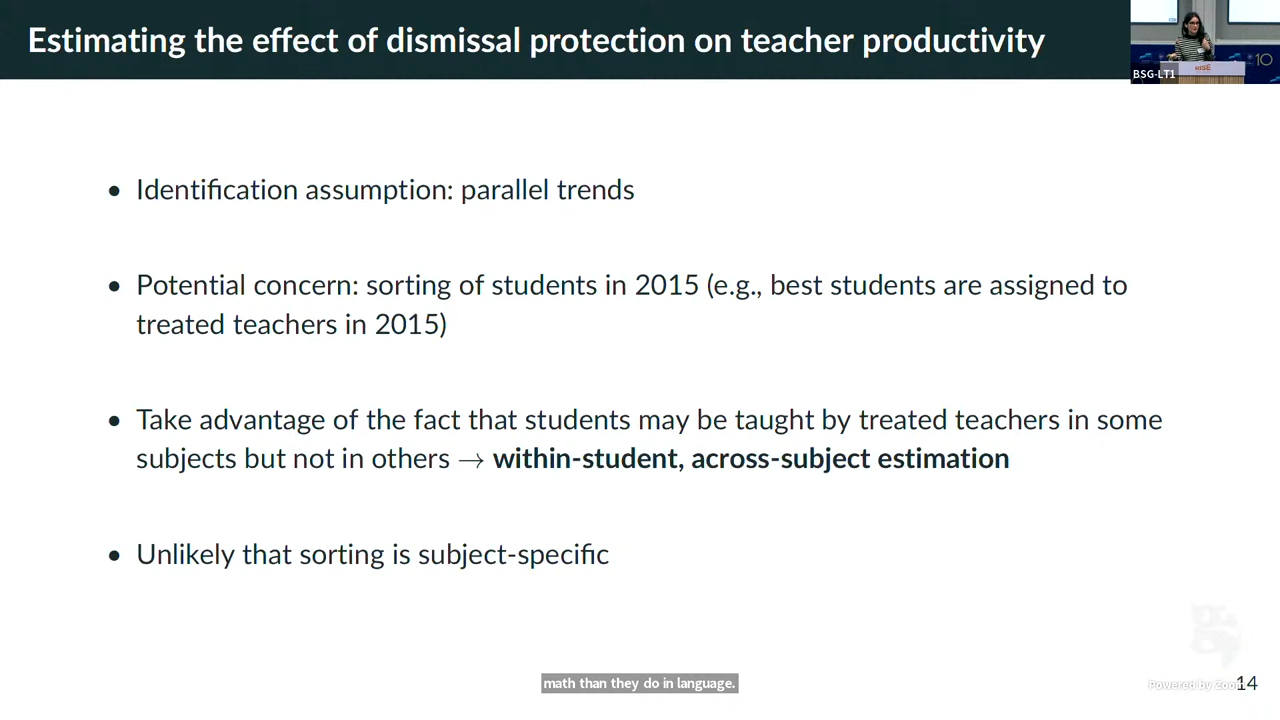 Estimating the effect of dismissal protection on teacher productivity
BSG-LT1
RISE
10
• Identification assumption: parallel trends
• Potential concern: sorting of students in 2015 (e.g., best students are assigned to
treated teachers in 2015)
• Take advantage of the fact that students may be taught by treated teachers in some
subjects but not in others → within-student, across-subject estimation
• Unlikely that sorting is subject-specific
math than they do in language.
Powered by Zoom
14